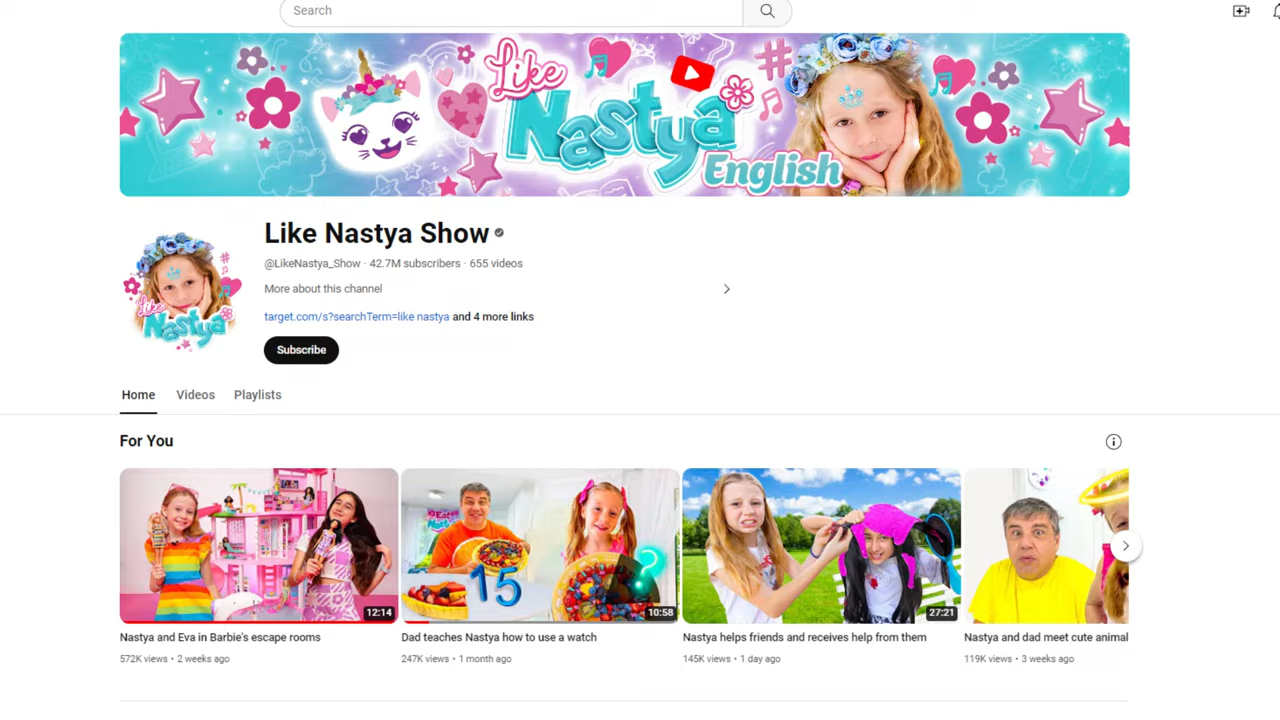 Search
Like
Nastya
English
Like Nastya Show
@LikeNastya_Show · 42.7M subscribers · 655 videos
More about this channel
target.com/s?searchTerm=like nastya and 4 more links
Subscribe
Like
Nastya
Home Videos Playlists
For You
15
?
12:14
10:58
27:21
Nastya and Eva in Barbie's escape rooms
572K views • 2 weeks ago
Dad teaches Nastya how to use a watch
247K views • 1 month ago
Nastya helps friends and receives help from them
145K views • 1 day ago
Nastya and dad meet cute animal
119K views • 3 weeks ago